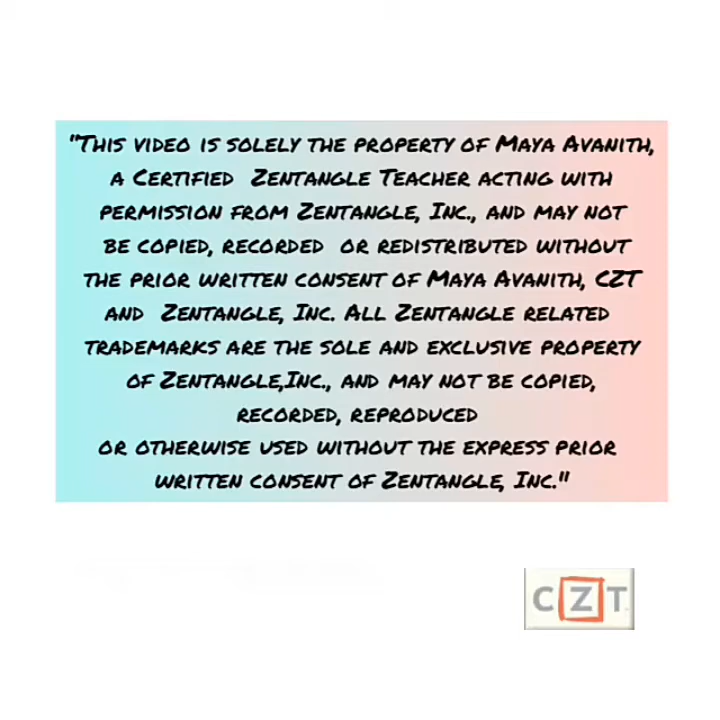 "This video is solely the property of Maya Avanith,
a Certified Zentangle Teacher acting with
permission from Zentangle, Inc., and may not
be copied, recorded or redistributed without
the prior written consent of Maya Avanith, CZT
and Zentangle, Inc. All Zentangle related
trademarks are the sole and exclusive property
of Zentangle,Inc., and may not be copied,
recorded, reproduced
or otherwise used without the express prior
written consent of Zentangle, Inc."
CZT